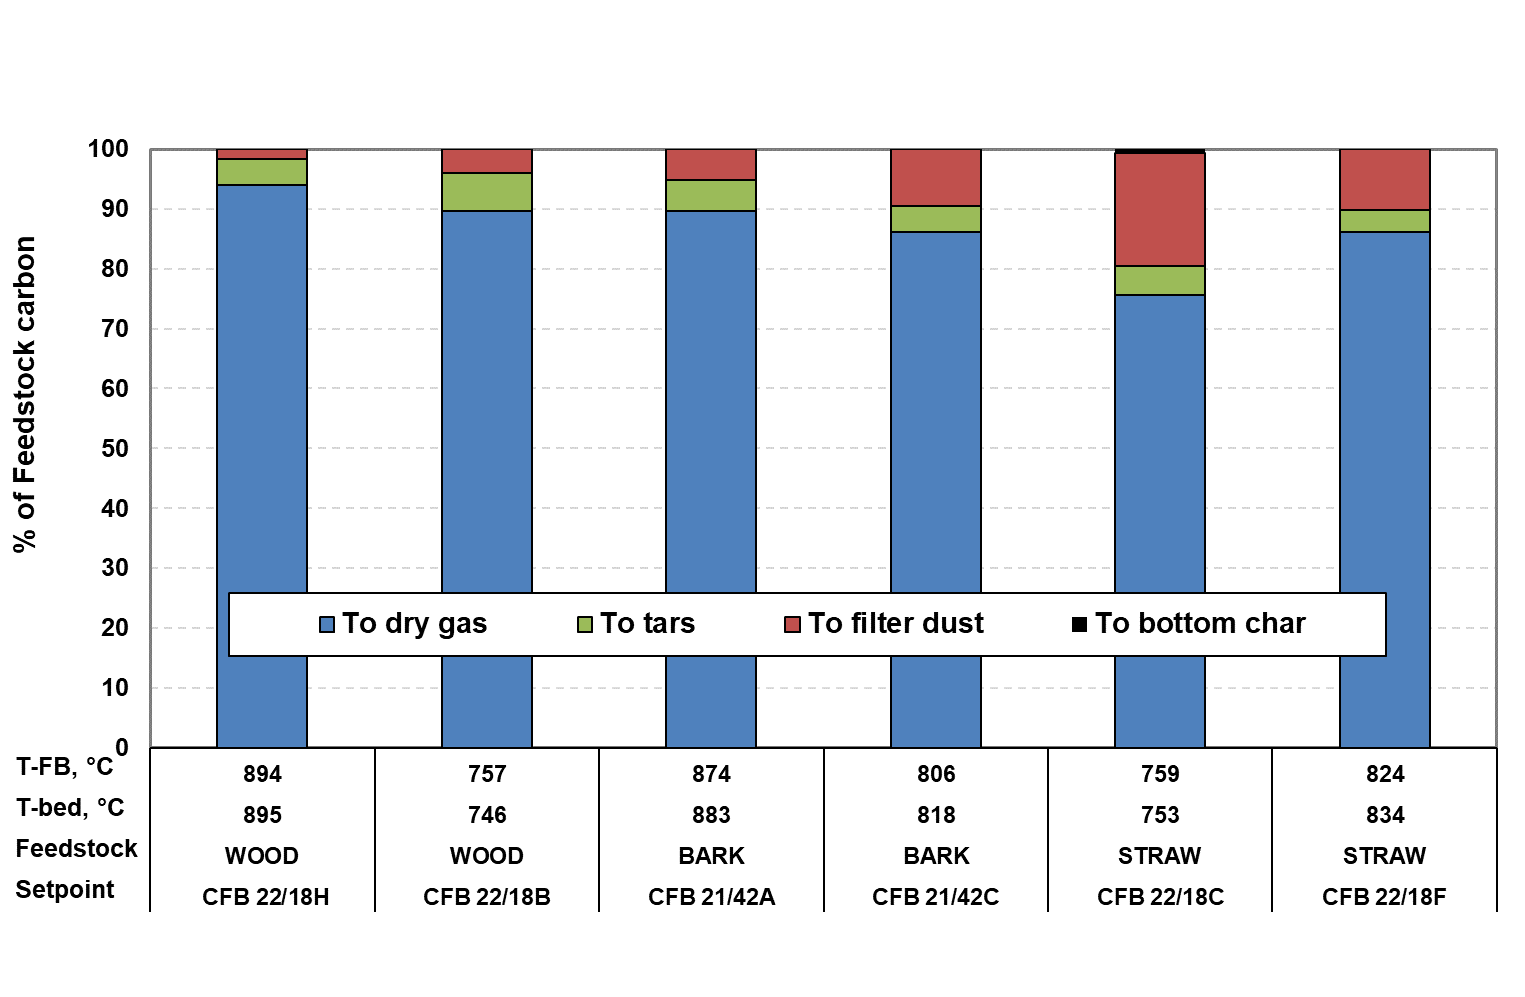 % of Feedstock carbon
100
90
80
70
60
50
40
30
20
10
0
To dry gas To tars To filter dust To bottom char
T-FB, °C 894 757 874 806 759 824
T-bed, °C 895 746 883 818 753 834
Feedstock WOOD WOOD BARK BARK STRAW STRAW
Setpoint CFB 22/18H CFB 22/18B CFB 21/42A CFB 21/42C CFB 22/18C CFB 22/18F